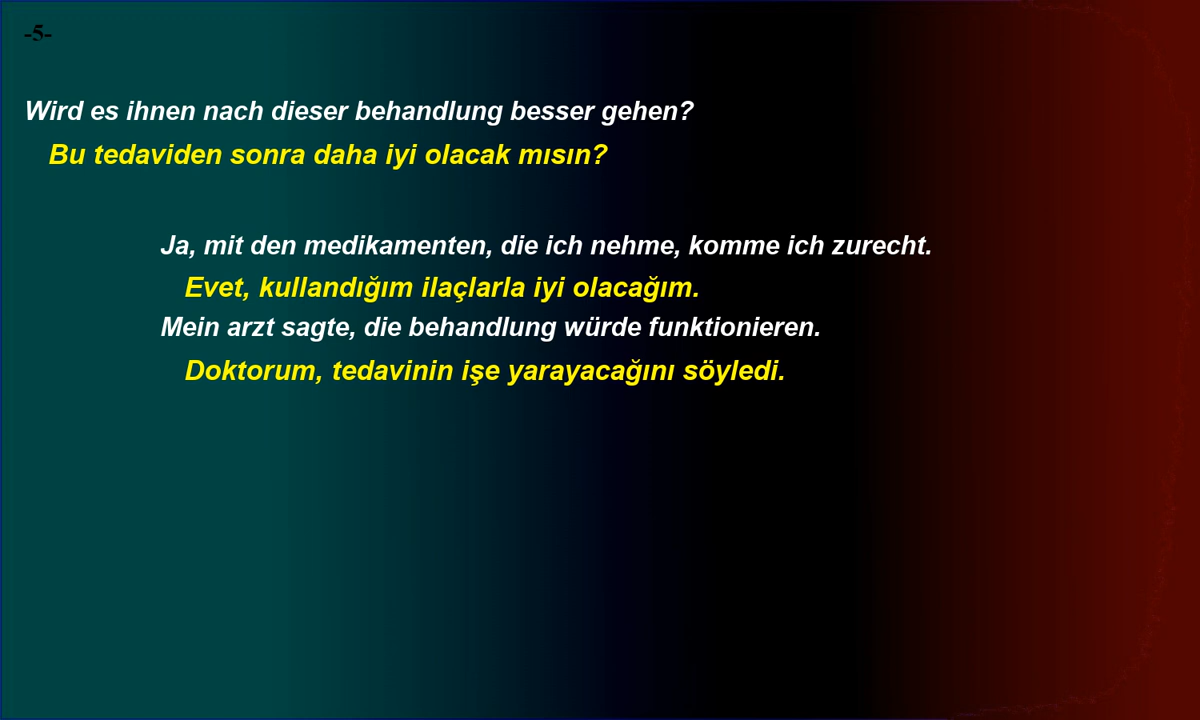 -5-
Wird es ihnen nach dieser behandlung besser gehen?
Bu tedaviden sonra daha iyi olacak mısın?
Ja, mit den medikamenten, die ich nehme, komme ich zurecht.
Evet, kullandığım ilaçlarla iyi olacağım.
Mein arzt sagte, die behandlung würde funktionieren.
Doktorum, tedavinin işe yarayacağını söyledi.